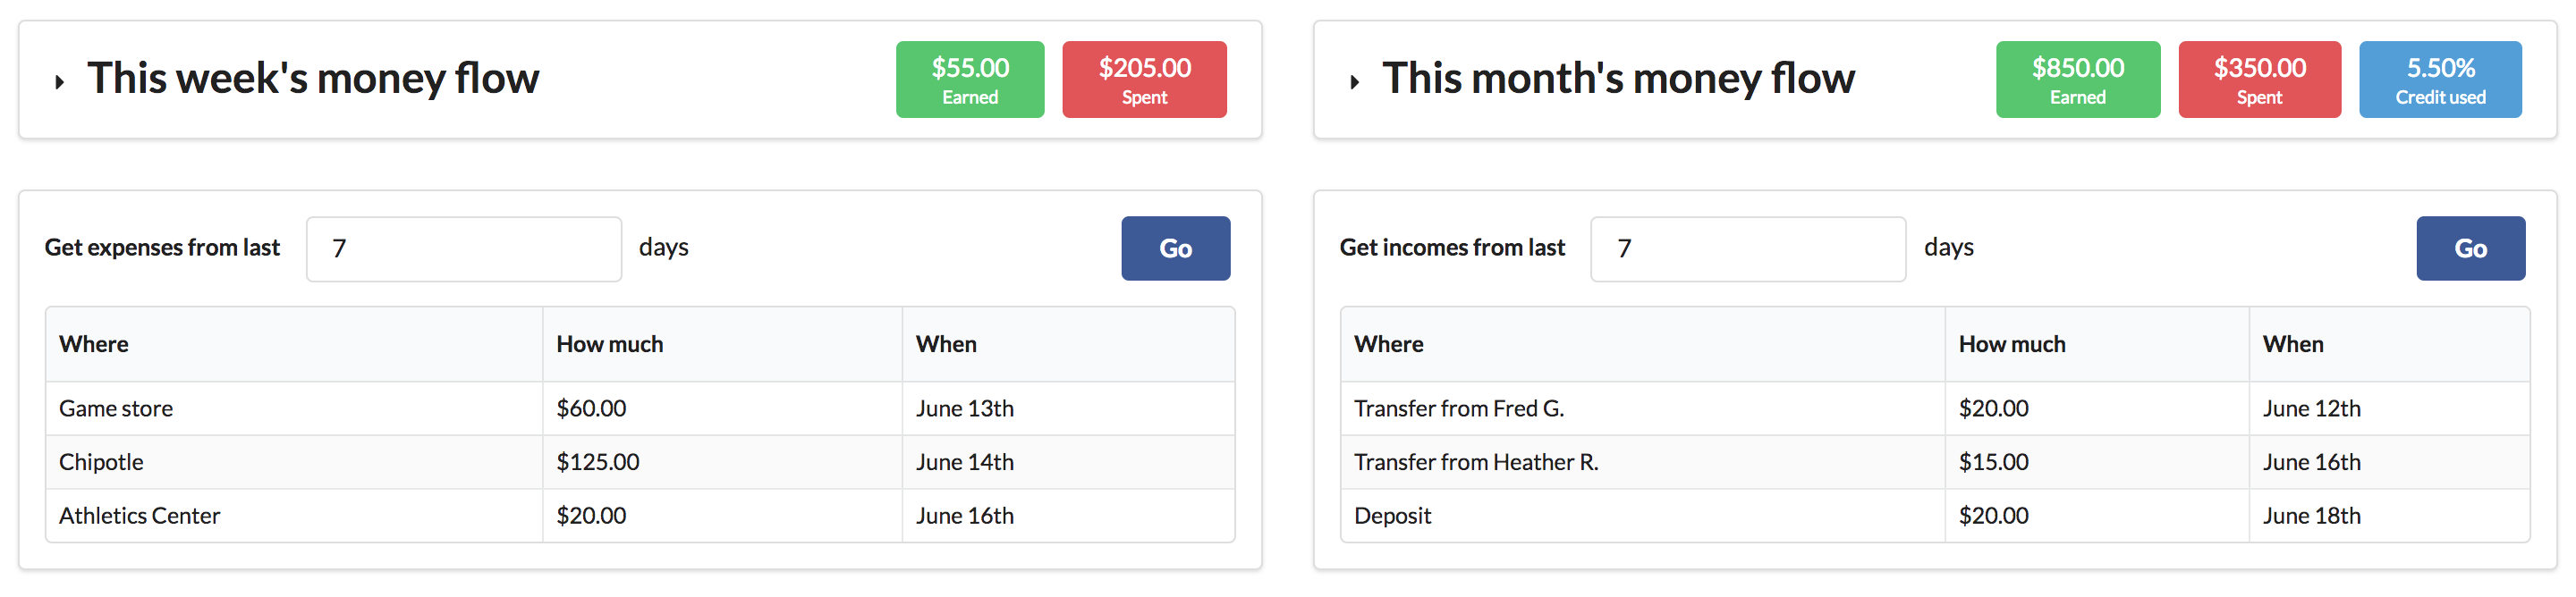 This week's money flow
$55.00
Earned
$205.00
Spent
This month's money flow
$850.00
Earned
$350.00
Spent
5.50%
Credit used
Get expenses from last 7 days Go
Where How much When
Game store $60.00 June 13th
Chipotle $125.00 June 14th
Athletics Center $20.00 June 16th
Get incomes from last 7 days Go
Where How much When
Transfer from Fred G. $20.00 June 12th
Transfer from Heather R. $15.00 June 16th
Deposit $20.00 June 18th